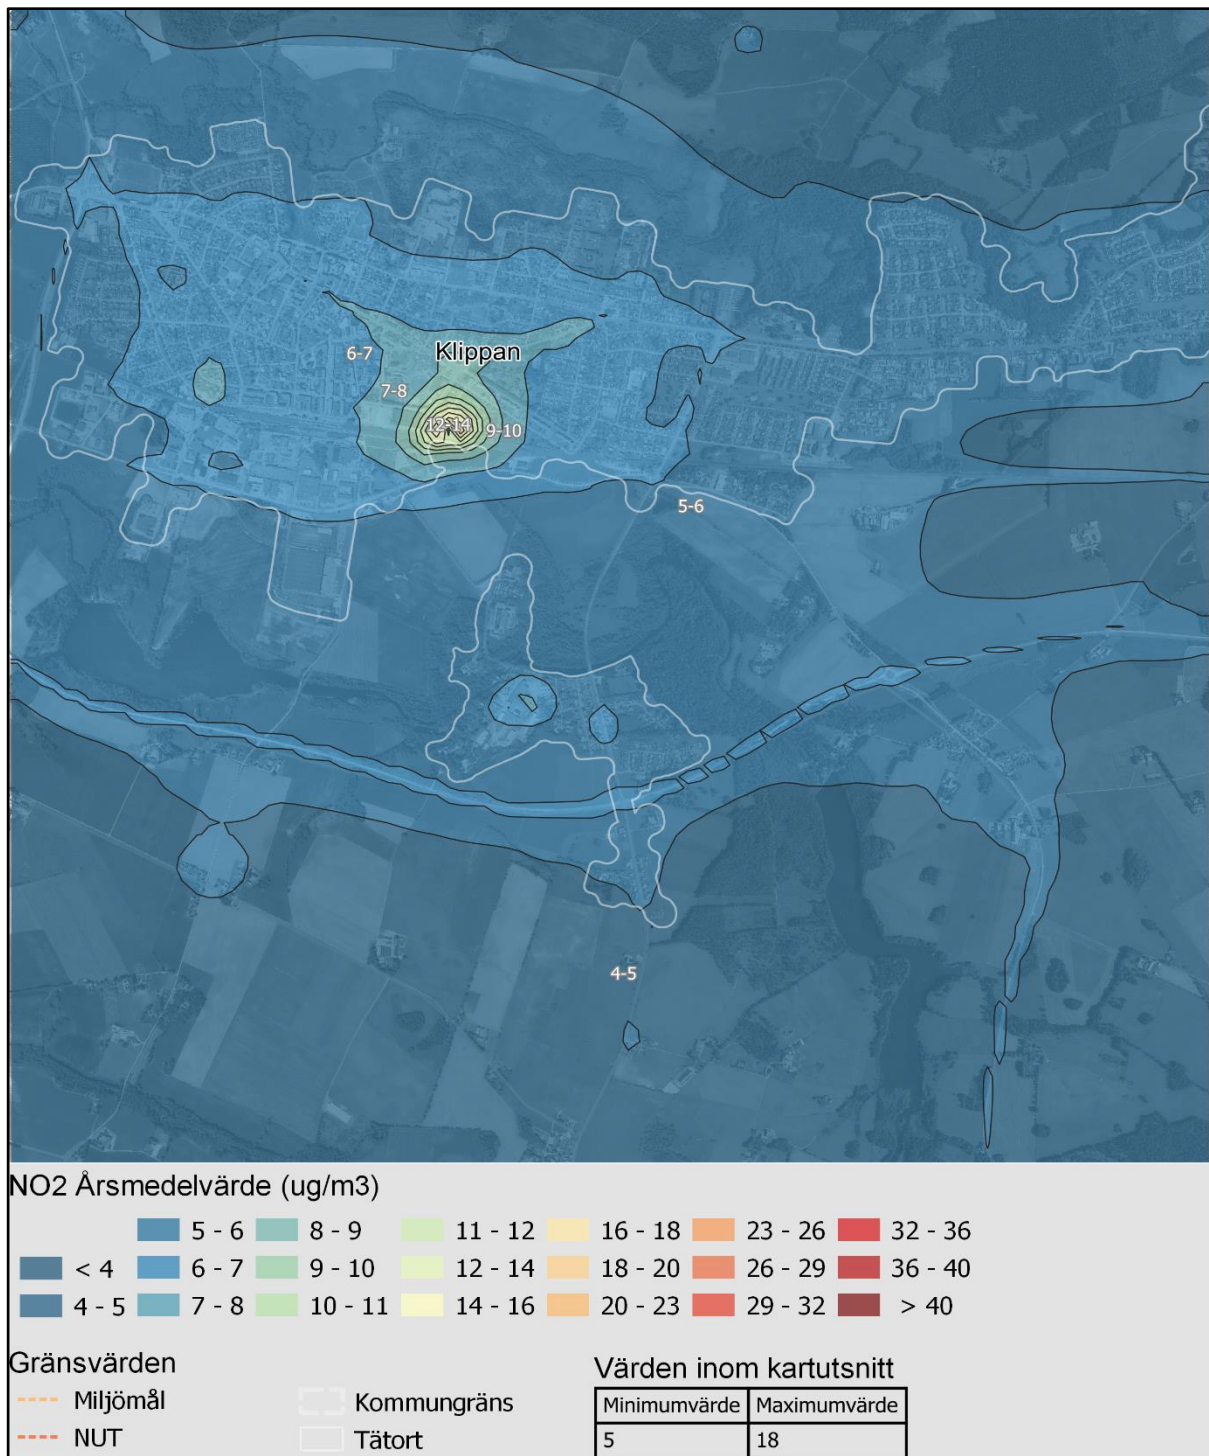 Klippan
6-7
7-8
12-14
9-10
5-6
4-5
NO2 Årsmedelvärde (ug/m3)
5 - 6 8 - 9 11 - 12 16 - 18 23 - 26 32 - 36
< 4 6 - 7 9 - 10 12 - 14 18 - 20 26 - 29 36 - 40
4 - 5 7 - 8 10 - 11 14 - 16 20 - 23 29 - 32 > 40
Gränsvärden
Miljömål
NUT
Kommungräns
Tätort
Värden inom kartutsnitt
Minimumvärde Maximumvärde
5 18